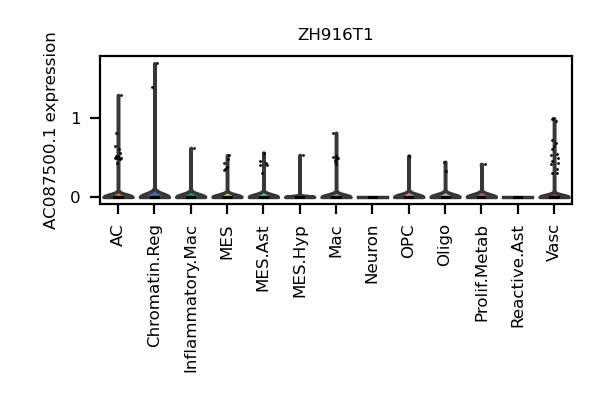 ZH916T1
AC087500.1 expression
1
0
AC
Chromatin.Reg
Inflammatory.Mac
MES
MES.Ast
MES.Hyp
Mac
Neuron
OPC
Oligo
Prolif.Metab
Reactive.Ast
Vasc